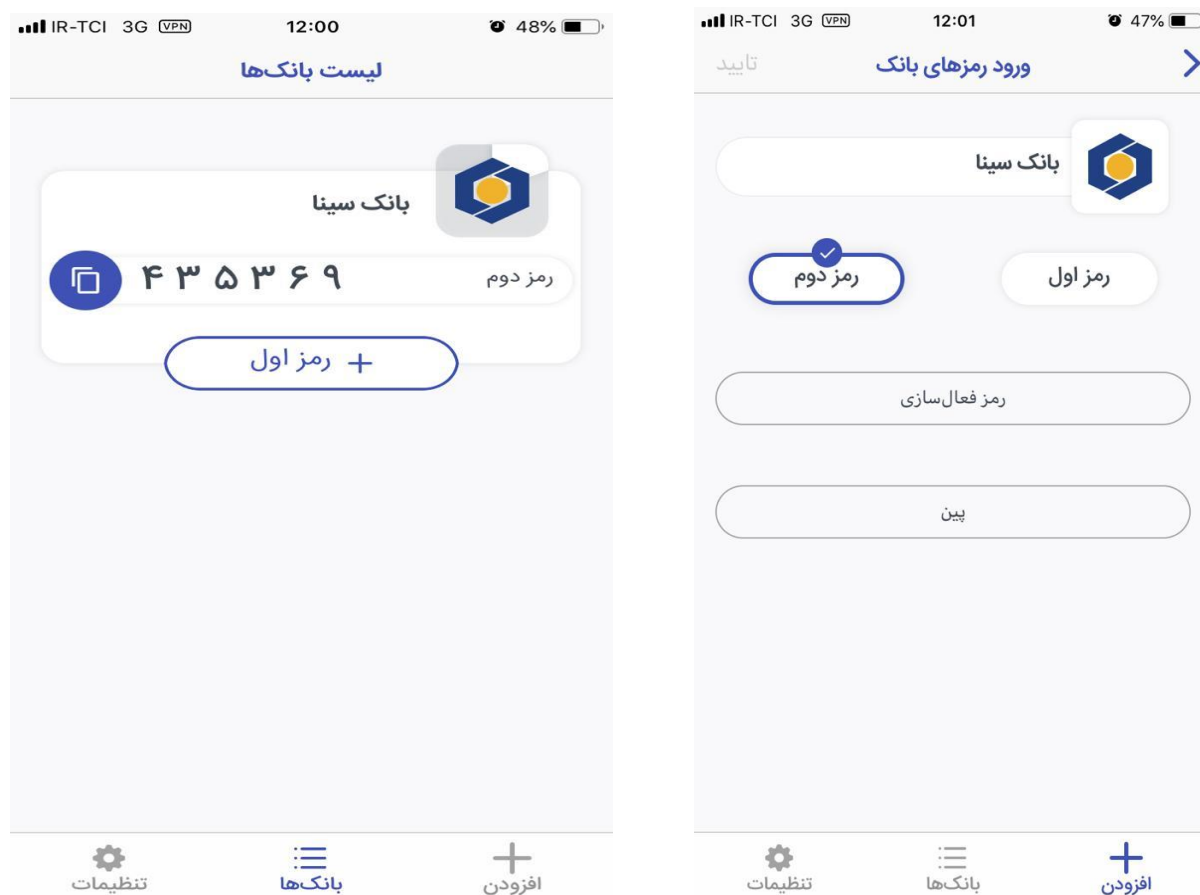 IR-TCI 3G VPN 12:00 48%
لیست بانک‌ها
بانک سینا
رمز دوم ۴۳۵۳۶۹
+ رمز اول
افزودن بانک‌ها تنظیمات
IR-TCI 3G VPN 12:01 47%
ورود رمزهای بانک تایید
بانک سینا
رمز اول رمز دوم
رمز فعال‌سازی
پین
افزودن بانک‌ها تنظیمات